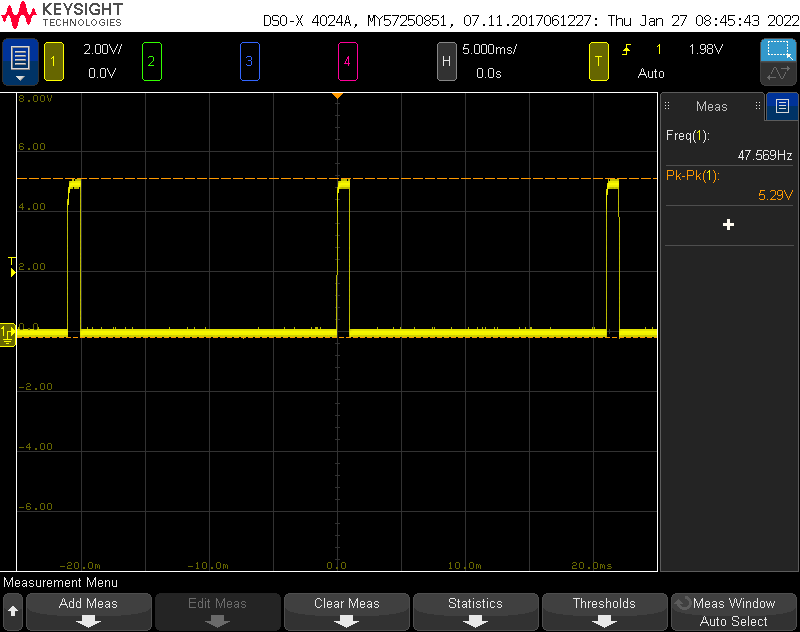 KEYSIGHT
TECHNOLOGIES
DSO-X 4024A, MY57250851, 07.11.2017061227: Thu Jan 27 08:45:43 2022
1 2.00V/ 2 3 4 H 5.000ms/ T 1 1.98V
0.0V 0.0s Auto
8.00V
6.00
4.00
2.00
0.0
-2.00
-4.00
-6.00
T
1
-20.0m -10.0m 0.0 10.0m 20.0ms
Meas
Freq(1):
47.569Hz
Pk-Pk(1):
5.29V
+
Measurement Menu
Add Meas Edit Meas Clear Meas Statistics Thresholds Meas Window
Auto Select